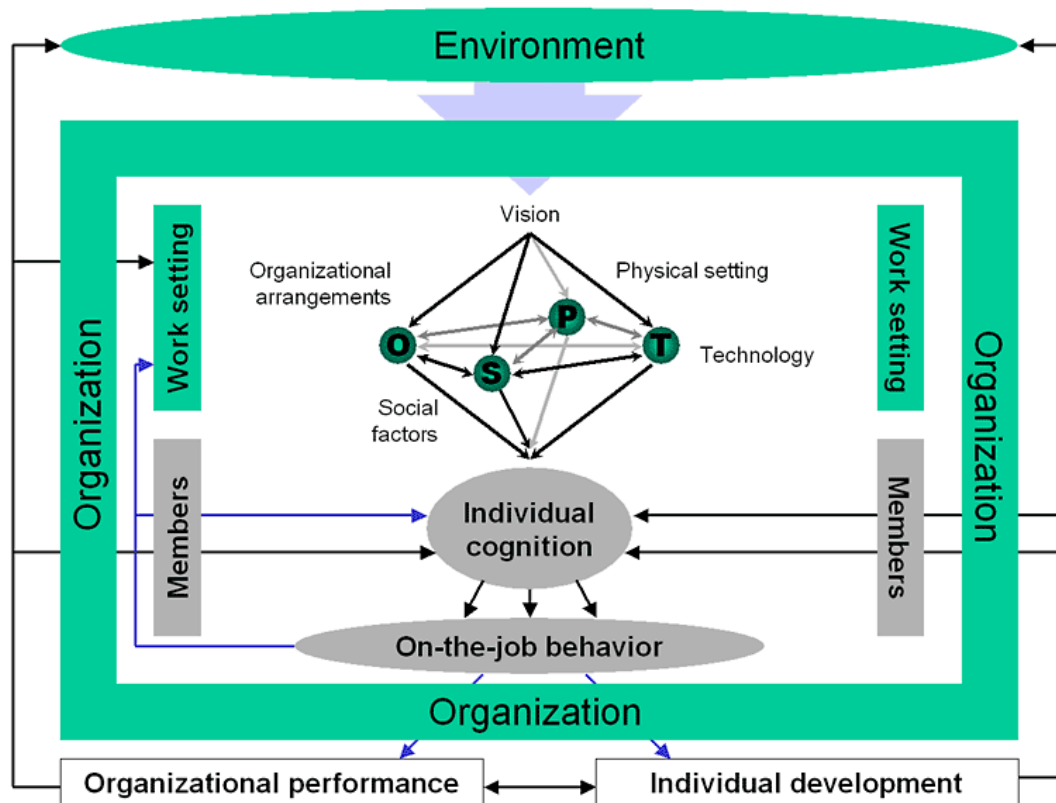 Environment
Vision
Organizational
arrangements
Physical setting
Work setting
Work setting
P
O
T
S
Technology
Social
factors
Organization
Organization
Members
Members
Individual
cognition
On-the-job behavior
Organization
Organizational performance
Individual development